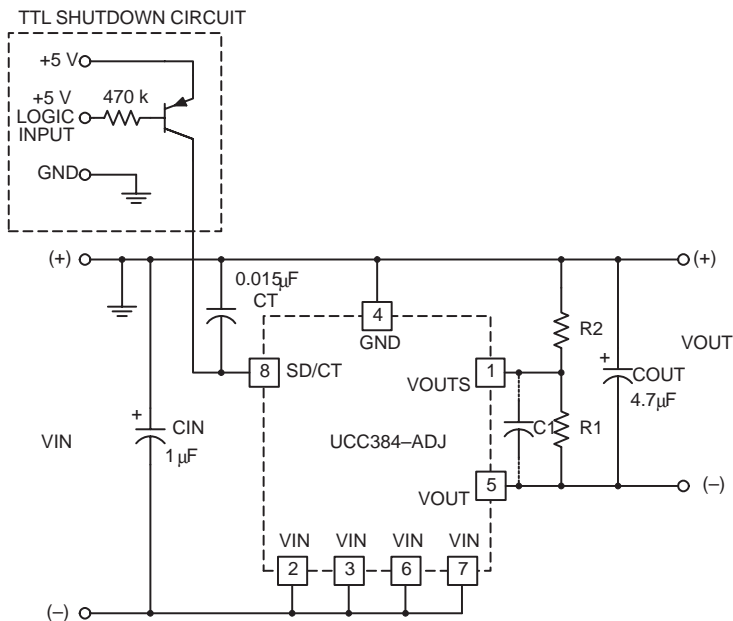 TTL SHUTDOWN CIRCUIT
+5 V
+5 V
LOGIC
INPUT
470 k
GND
(+)
(+)
0.015µF
CT
4
GND
R2
VOUT
8
SD/CT
1
VOUTS
+
COUT
4.7µF
+
CIN
1 µF
VIN
UCC384–ADJ
C1
R1
5
VOUT
(–)
VIN
VIN
VIN
VIN
2
3
6
7
(–)